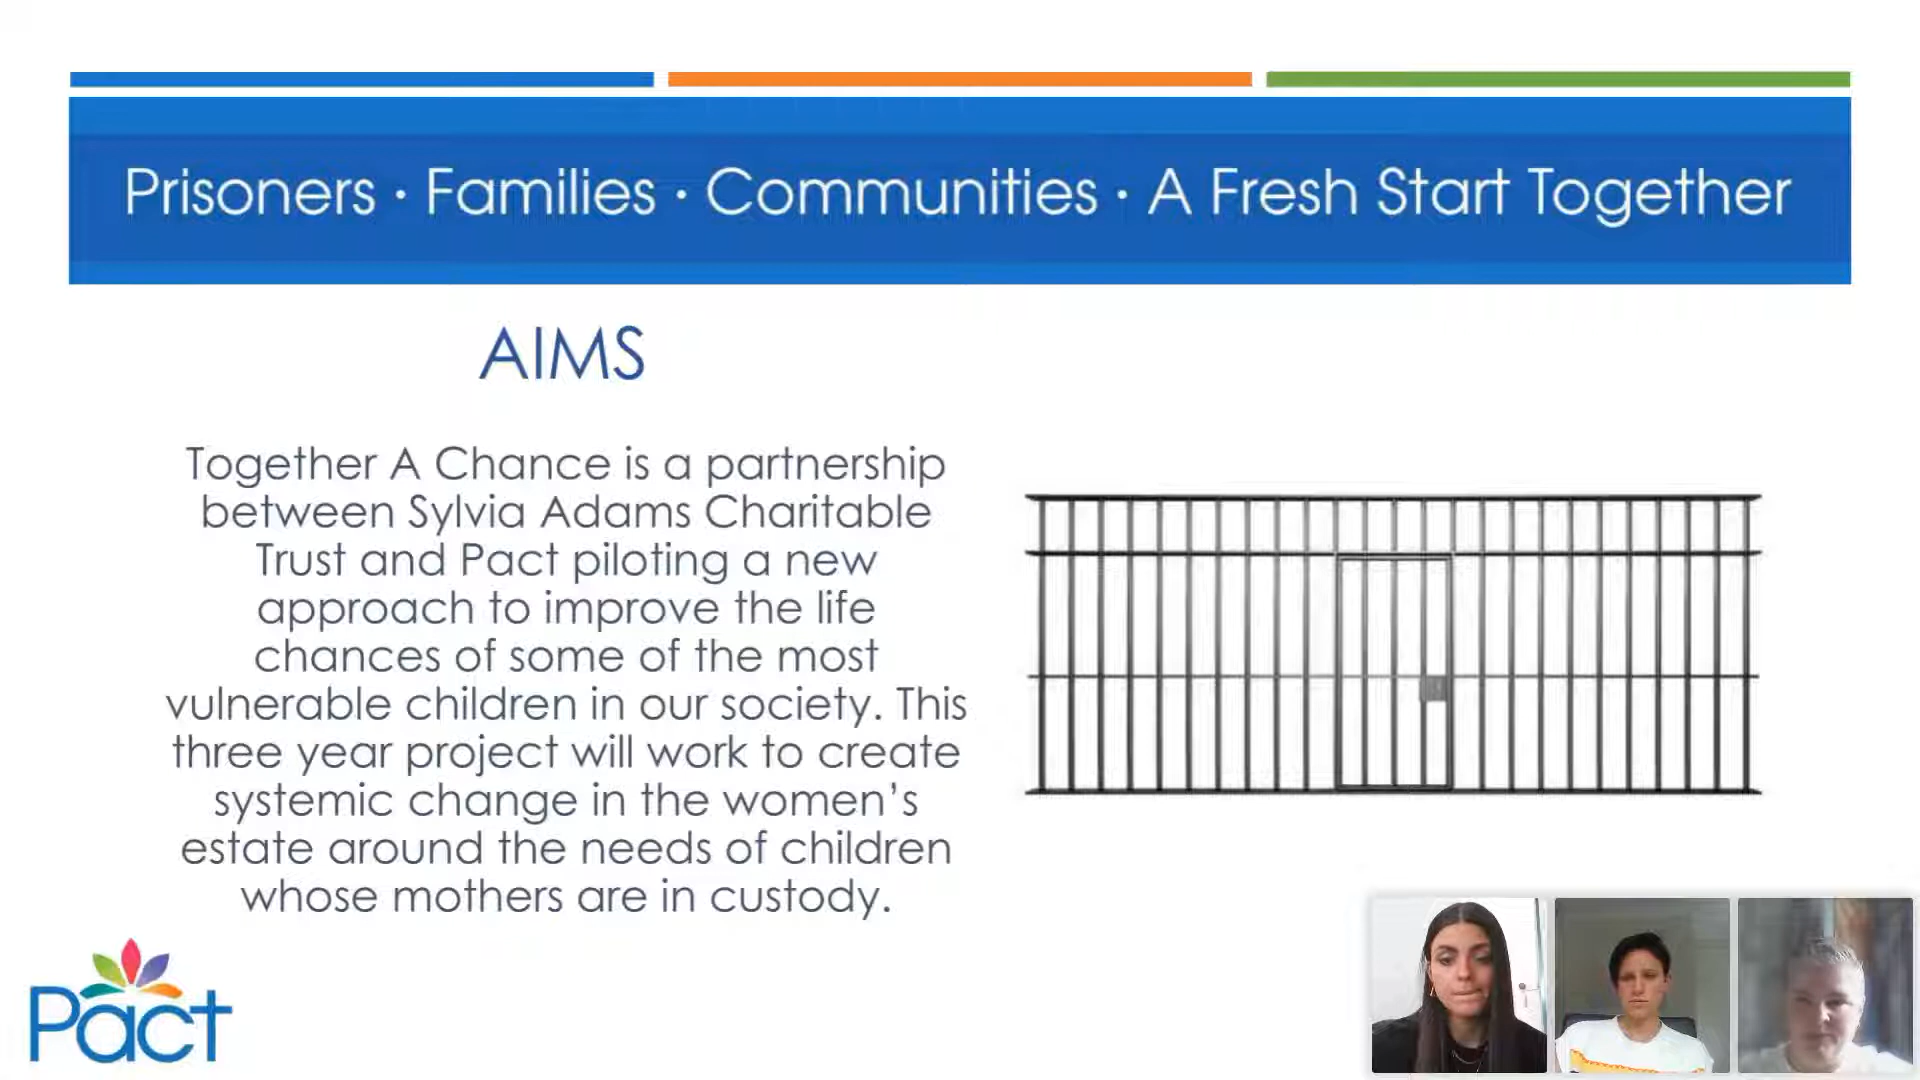 Prisoners · Families · Communities · A Fresh Start Together
AIMS
Together A Chance is a partnership
between Sylvia Adams Charitable
Trust and Pact piloting a new
approach to improve the life
chances of some of the most
vulnerable children in our society. This
three year project will work to create
systemic change in the women’s
estate around the needs of children
whose mothers are in custody.
Pact